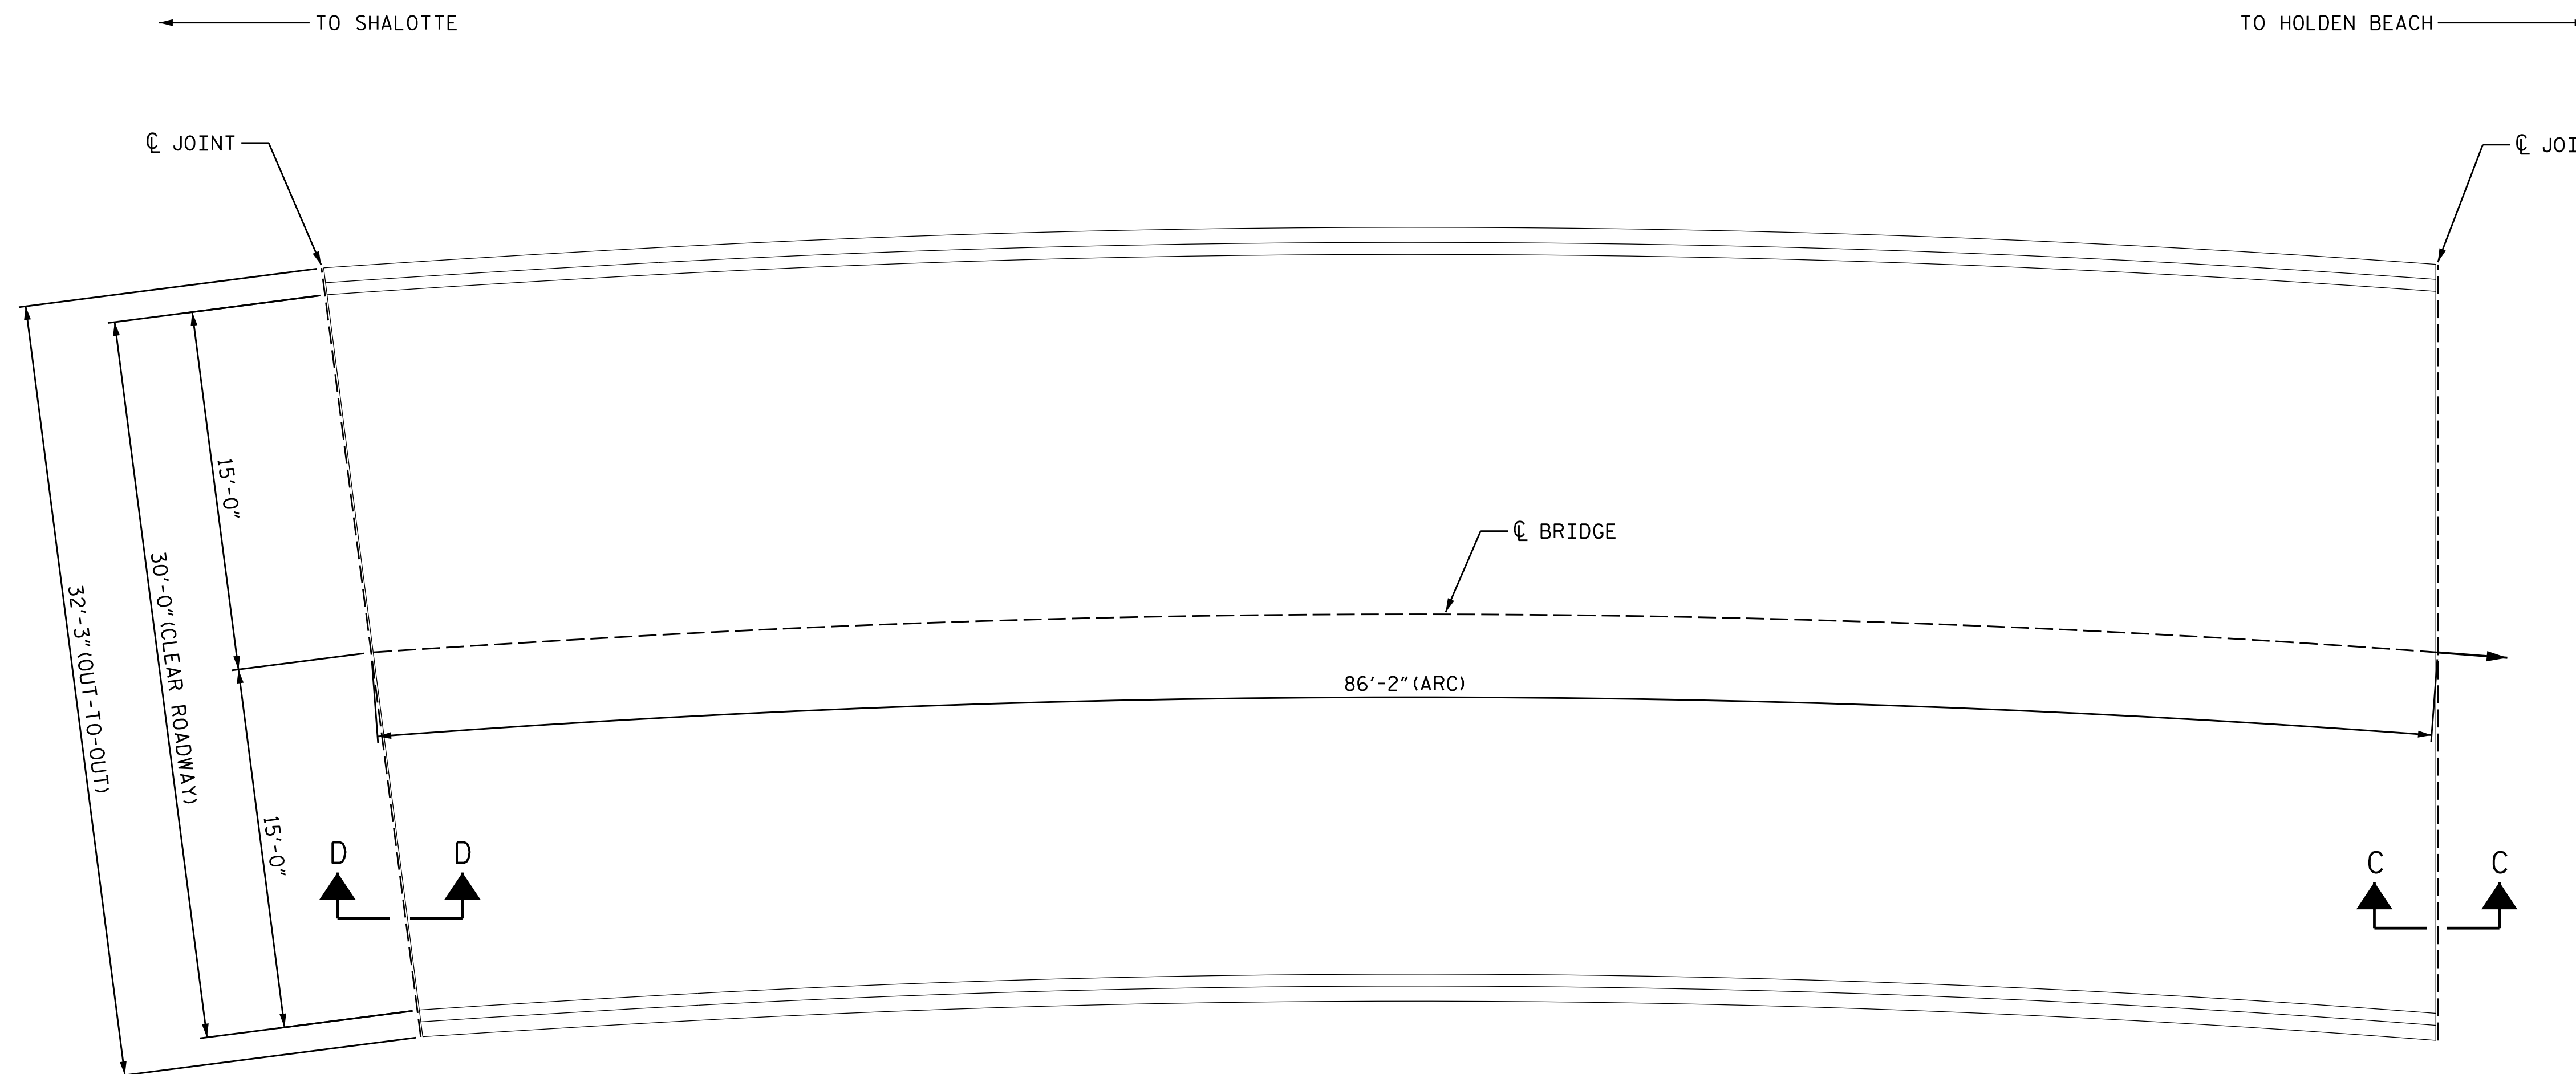 TO SHALOTTE
TO HOLDEN BEACH
℄ JOINT
℄ JOI
15'-0"
30'-0"(CLEAR ROADWAY)
32'-3"(OUT-TO-OUT)
℄ BRIDGE
86'-2"(ARC)
15'-0"
D D
C C